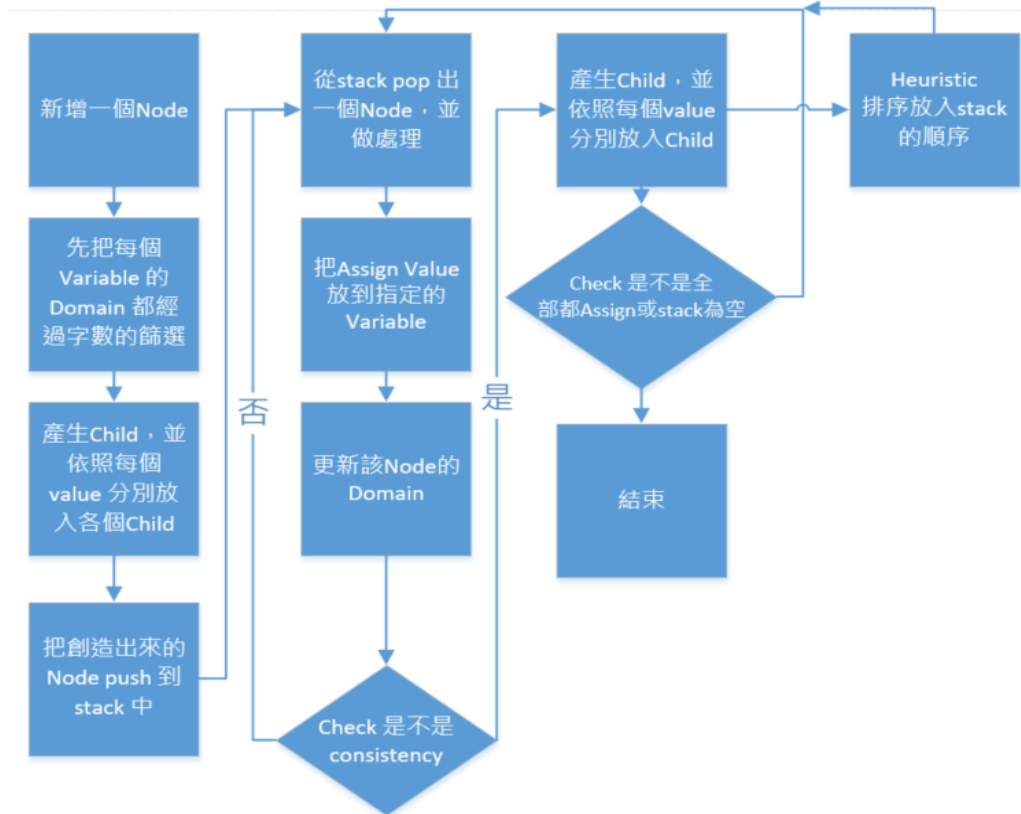 新增一個Node
先把每個
Variable 的
Domain 都經
過字數的篩選
產生Child，並
依照每個
value 分別放
入各個Child
把創造出來的
Node push 到
stack 中
否
從stack pop 出
一個Node，並
做處理
把Assign Value
放到指定的
Variable
更新該Node的
Domain
Check 是不是
consistency
是
產生Child，並
依照每個value
分別放入Child
Check 是不是全
部都Assign或stack為空
結束
Heuristic
排序放入stack
的順序